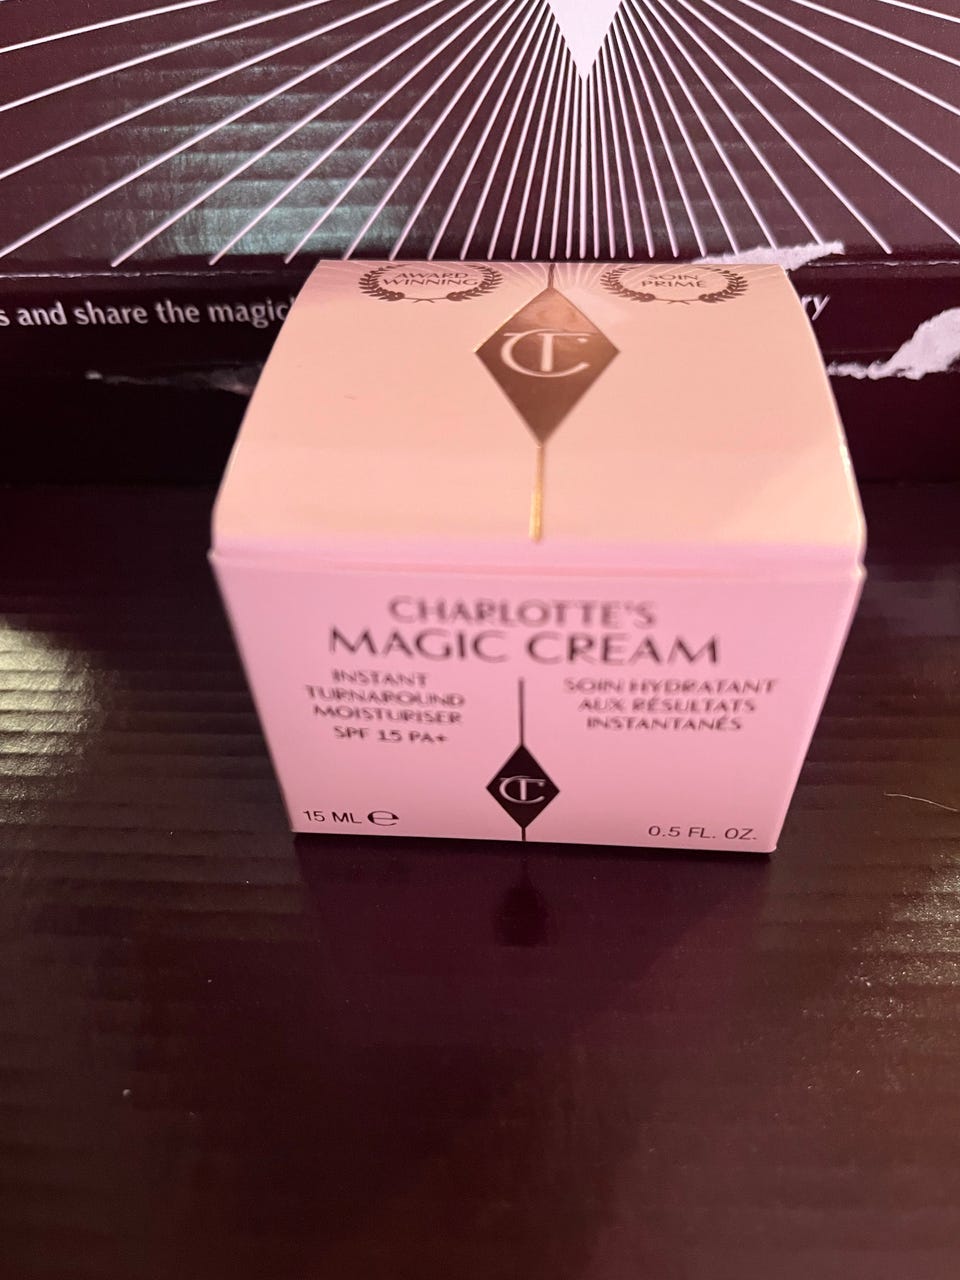 s and share the magic
ry
AWARD
WINNING
SOIN
PRIMÉ
CT
CHARLOTTE'S
MAGIC CREAM
INSTANT
TURNAROUND
MOISTURISER
SPF 15 PA+
SOIN HYDRATANT
AUX RÉSULTATS
INSTANTANÉS
CT
15 ML e
0.5 FL. OZ.